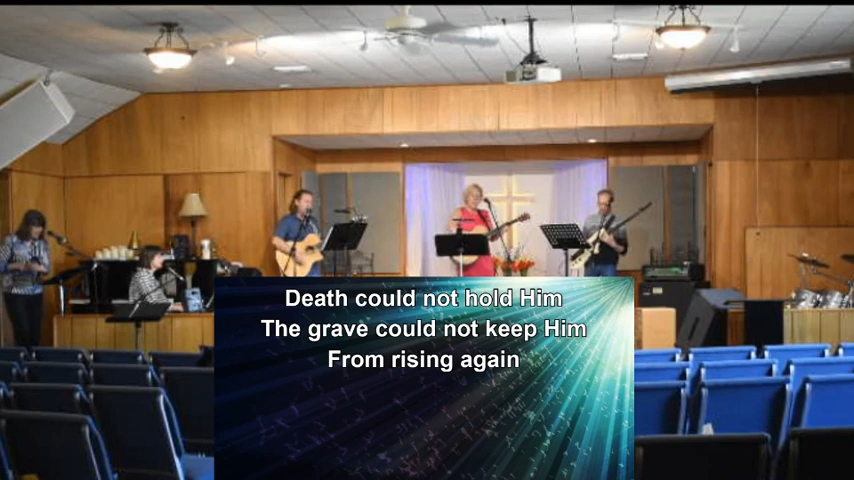 Death could not hold Him
The grave could not keep Him
From rising again